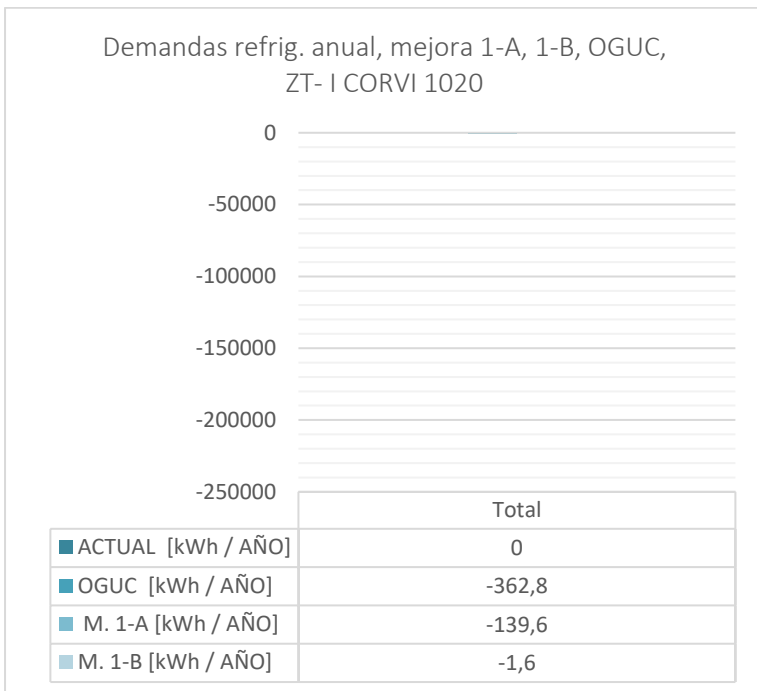 Demandas refrig. anual, mejora 1-A, 1-B, OGUC,
ZT- I CORVI 1020
0
-50000
-100000
-150000
-200000
-250000
Total
ACTUAL [kWh / AÑO] 0
OGUC [kWh / AÑO] -362,8
M. 1-A [kWh / AÑO] -139,6
M. 1-B [kWh / AÑO] -1,6